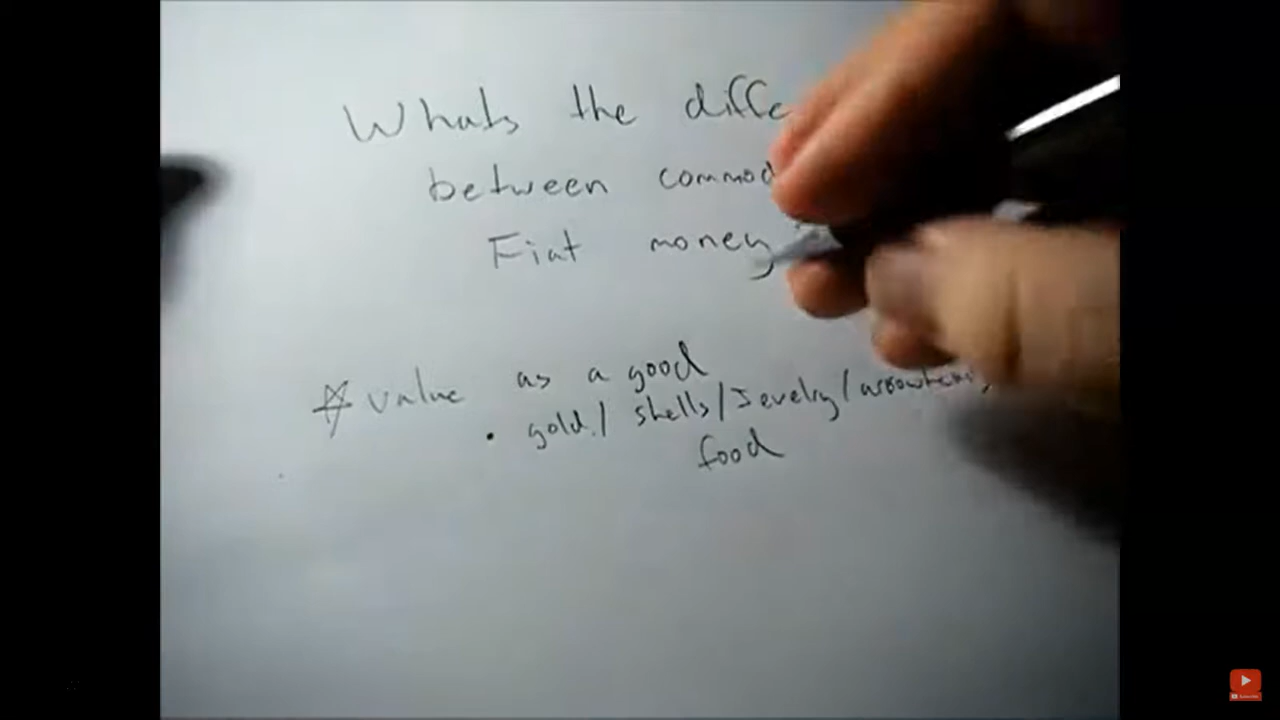 Whats the diffe
between commod
Fiat money
value as a good
• gold / shells / Jevelry /
food